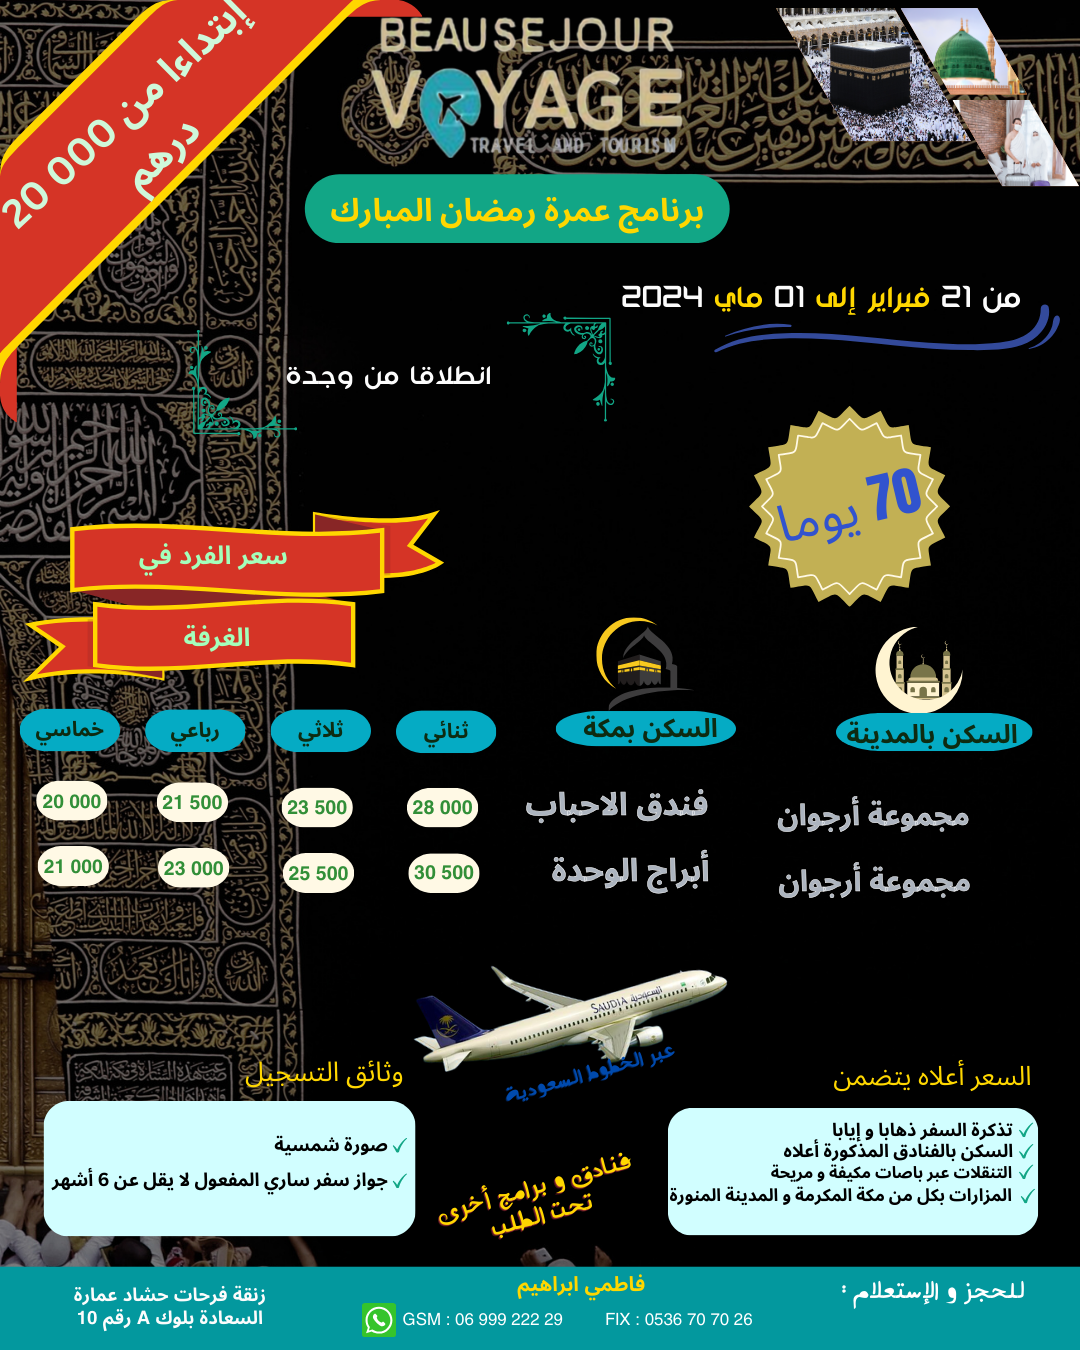 إبتداءا من 000 20
درهم
BEAUSEJOUR
VOYAGE
TRAVEL AND TOURISM
برنامج عمرة رمضان المبارك
من 21 فبراير إلى 01 ماي 2024
انطلاقا من وجدة
70 يوما
سعر الفرد في
الغرفة
السكن بالمدينة السكن بمكة ثنائي ثلاثي رباعي خماسي
مجموعة أرجوان فندق الاحباب 28 000 23 500 21 500 20 000
مجموعة أرجوان أبراج الوحدة 30 500 25 500 23 000 21 000
SAUDIA السعودية
عبر الخطوط السعودية
السعر أعلاه يتضمن
تذكرة السفر ذهابا و إيابا
السكن بالفنادق المذكورة أعلاه
التنقلات عبر باصات مكيفة و مريحة
المزارات بكل من مكة المكرمة و المدينة المنورة
فنادق و برامج أخرى
تحت الطلب
وثائق التسجيل
صورة شمسية
جواز سفر ساري المفعول لا يقل عن 6 أشهر
للحجز و الإستعلام :
فاطمي ابراهيم
GSM : 06 999 222 29 FIX : 0536 70 70 26
زنقة فرحات حشاد عمارة
السعادة بلوك A رقم 10